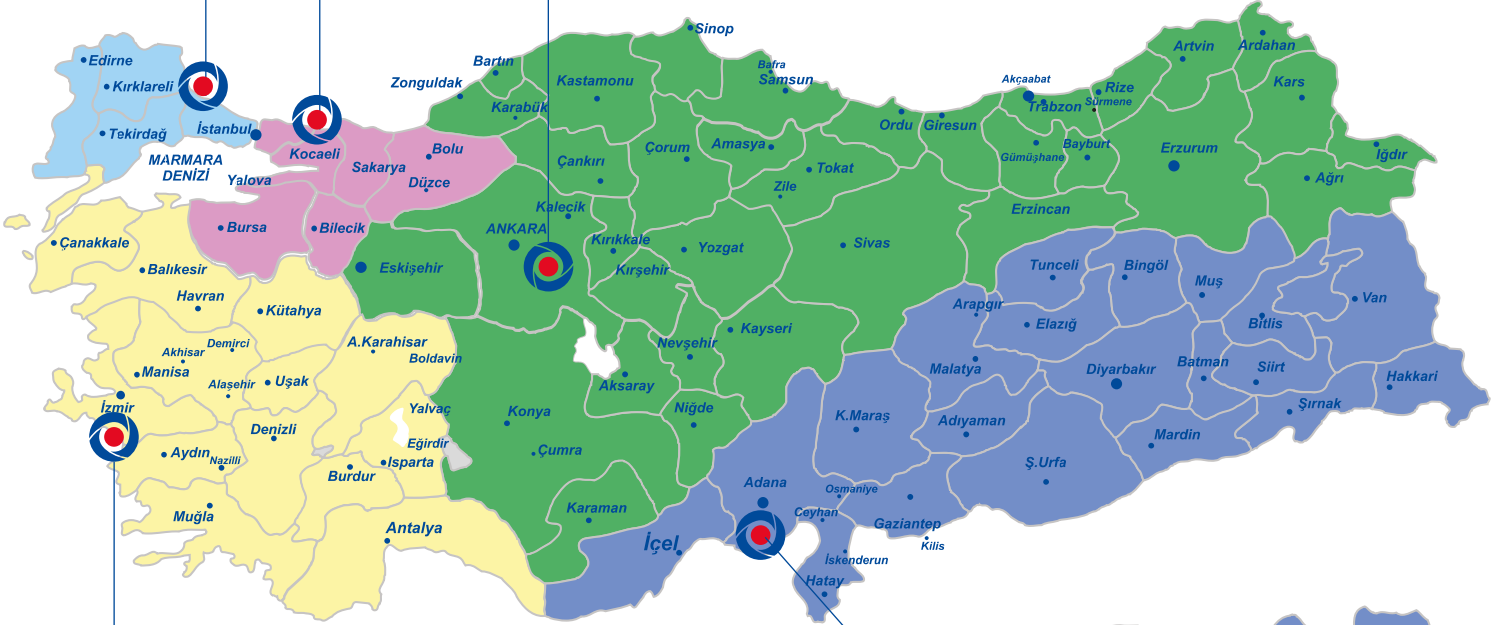 Sinop
Edirne
Kırklareli
Tekirdağ
İstanbul
MARMARA
DENİZİ
Yalova
Kocaeli
Sakarya
Bolu
Düzce
Bursa
Bilecik
Zonguldak
Bartın
Karabük
Kastamonu
Bafra
Samsun
Çankırı
Çorum
Amasya
Tokat
Zile
Ordu
Giresun
Akçaabat
Trabzon
Rize
Sürmene
Artvin
Ardahan
Kars
Gümüşhane
Bayburt
Erzurum
Iğdır
Ağrı
Erzincan
Kalecik
ANKARA
Kırıkkale
Kırşehir
Yozgat
Sivas
Eskişehir
Çanakkale
Balıkesir
Havran
Kütahya
Demirci
Akhisar
Manisa
Alaşehir
Uşak
A.Karahisar
Boldavin
İzmir
Yalvaç
Eğirdir
Denizli
Aydın
Nazilli
Burdur
Isparta
Muğla
Antalya
Nevşehir
Kayseri
Aksaray
Niğde
Konya
Çumra
Karaman
Tunceli
Bingöl
Muş
Van
Arapgır
Elazığ
Bitlis
Malatya
Diyarbakır
Batman
Siirt
Hakkari
Şırnak
K.Maraş
Adıyaman
Mardin
Ş.Urfa
Adana
Osmaniye
Ceyhan
Gaziantep
Kilis
İçel
İskenderun
Hatay